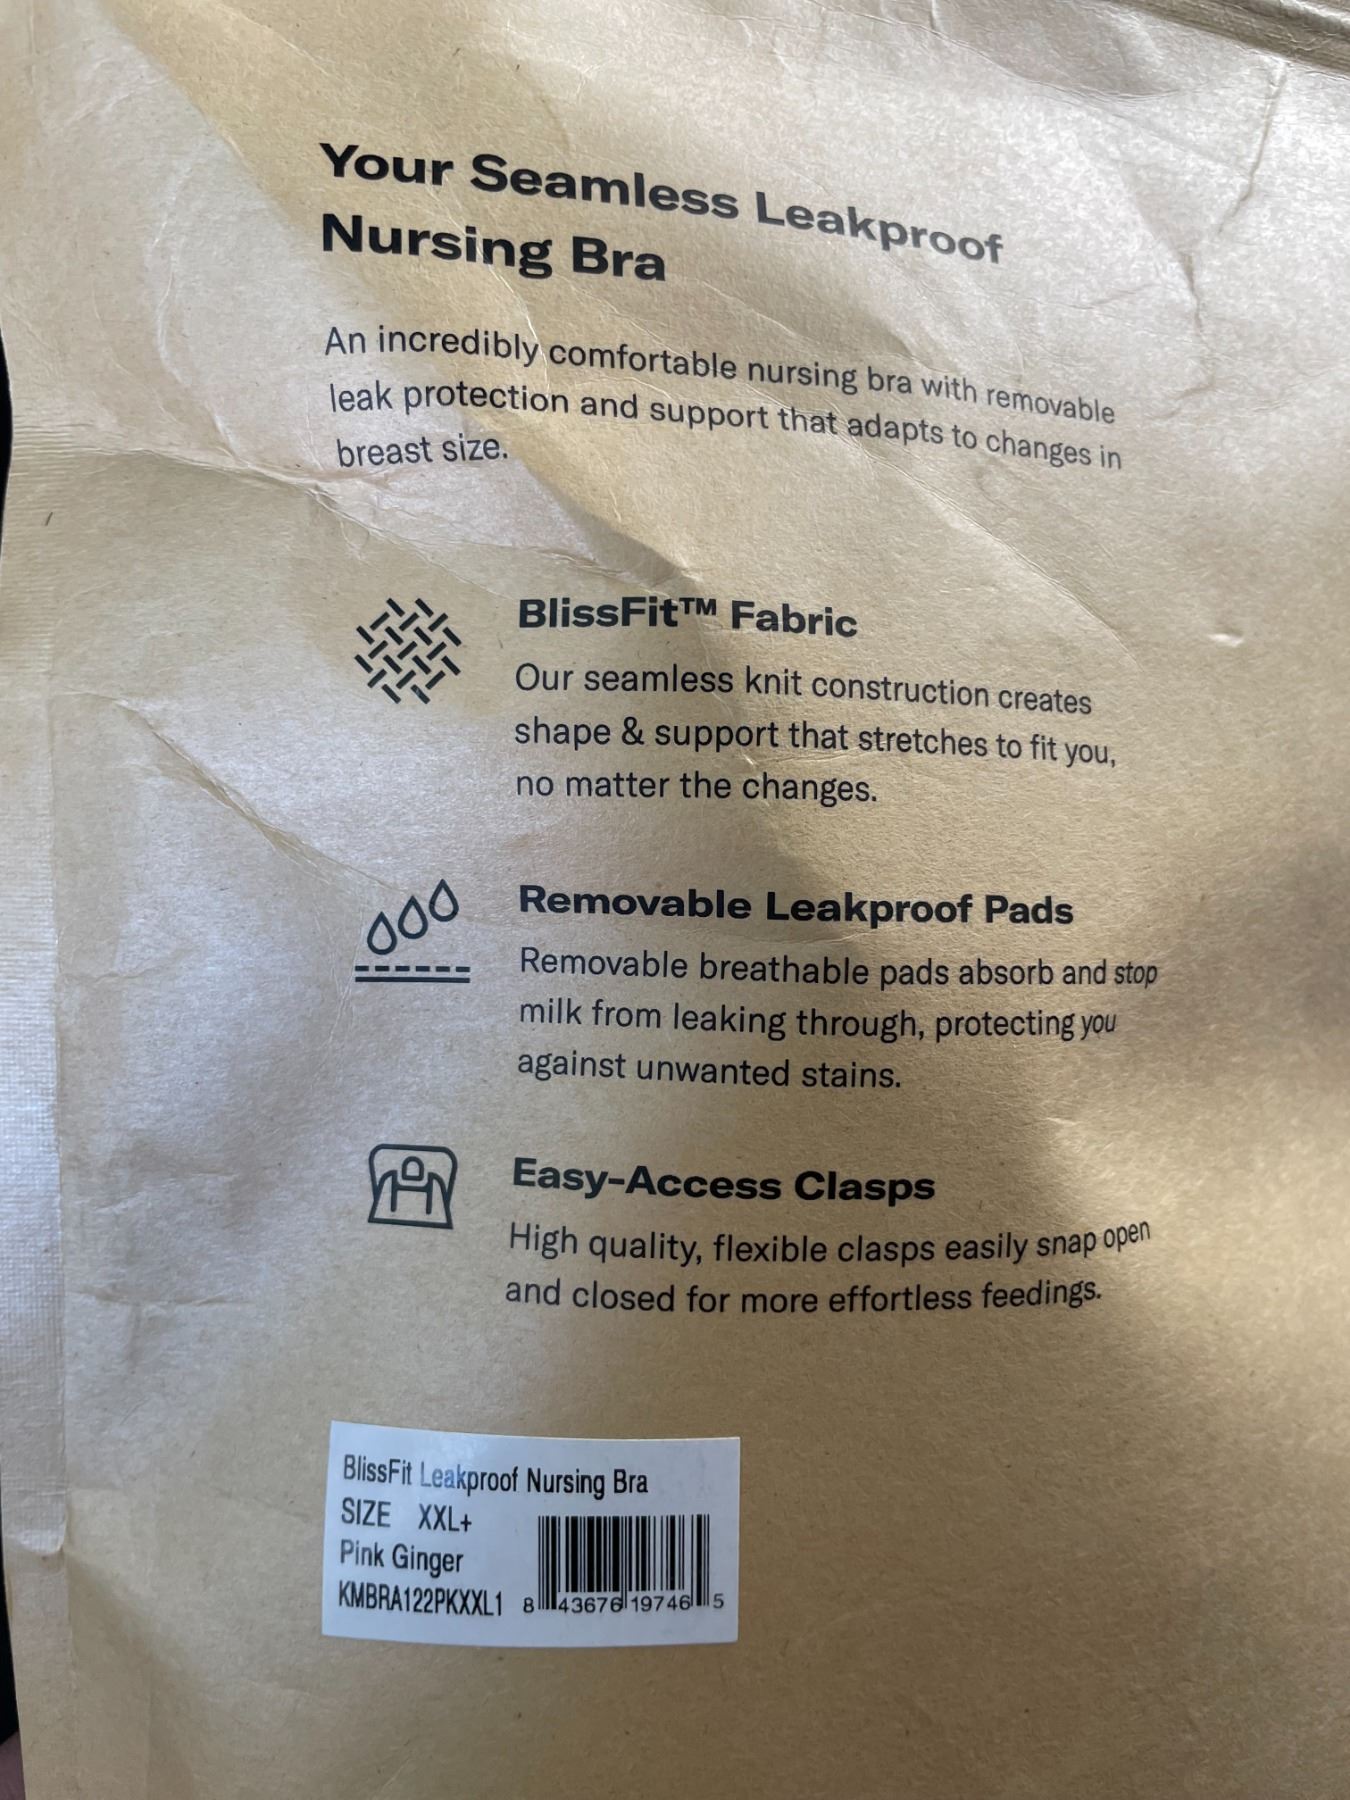 Your Seamless Leakproof
Nursing Bra
An incredibly comfortable nursing bra with removable
leak protection and support that adapts to changes in
breast size.
BlissFit™ Fabric
Our seamless knit construction creates
shape & support that stretches to fit you,
no matter the changes.
Removable Leakproof Pads
Removable breathable pads absorb and stop
milk from leaking through, protecting you
against unwanted stains.
Easy-Access Clasps
High quality, flexible clasps easily snap open
and closed for more effortless feedings.
BlissFit Leakproof Nursing Bra
SIZE XXL+
Pink Ginger
KMBRA122PKXXL1
8 43676 19746 5